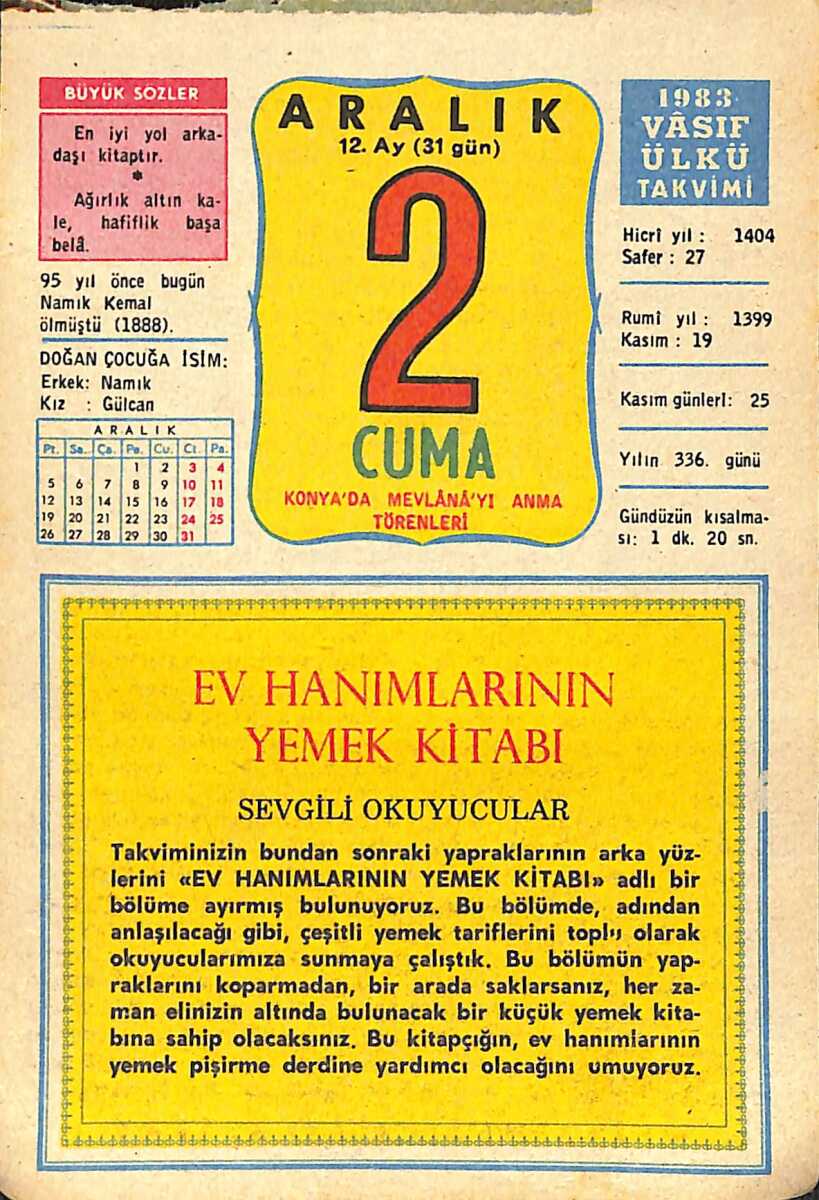 BÜYÜK SÖZLER
En iyi yol arka-
daşı kitaptır.
*
Ağırlık altın ka-
le, hafiflik başa
belâ.
95 yıl önce bugün
Namık Kemal
ölmüştü (1888).
DOĞAN ÇOCUĞA İSİM:
Erkek: Namık
Kız : Gülcan
ARALIK
Pt. Sa. Ça. Pe. Cu. Ct. Pa.
1 2 3 4
5 6 7 8 9 10 11
12 13 14 15 16 17 18
19 20 21 22 23 24 25
26 27 28 29 30 31
ARALIK
12. Ay (31 gün)
2
CUMA
KONYA'DA MEVLÂNÂ'YI ANMA
TÖRENLERİ
1983
VÂSIF
ÜLKÜ
TAKVİMİ
Hicrî yıl : 1404
Safer : 27
Rumî yıl : 1399
Kasım : 19
Kasım günleri: 25
Yılın 336. günü
Gündüzün kısalma-
sı: 1 dk. 20 sn.
EV HANIMLARININ
YEMEK KİTABI
SEVGİLİ OKUYUCULAR
Takviminizin bundan sonraki yapraklarının arka yüz-
lerini «EV HANIMLARININ YEMEK KİTABI» adlı bir
bölüme ayırmış bulunuyoruz. Bu bölümde, adından
anlaşılacağı gibi, çeşitli yemek tariflerini toplu olarak
okuyucularımıza sunmaya çalıştık. Bu bölümün yap-
raklarını koparmadan, bir arada saklarsanız, her za-
man elinizin altında bulunacak bir küçük yemek kita-
bına sahip olacaksınız. Bu kitapçığın, ev hanımlarının
yemek pişirme derdine yardımcı olacağını umuyoruz.